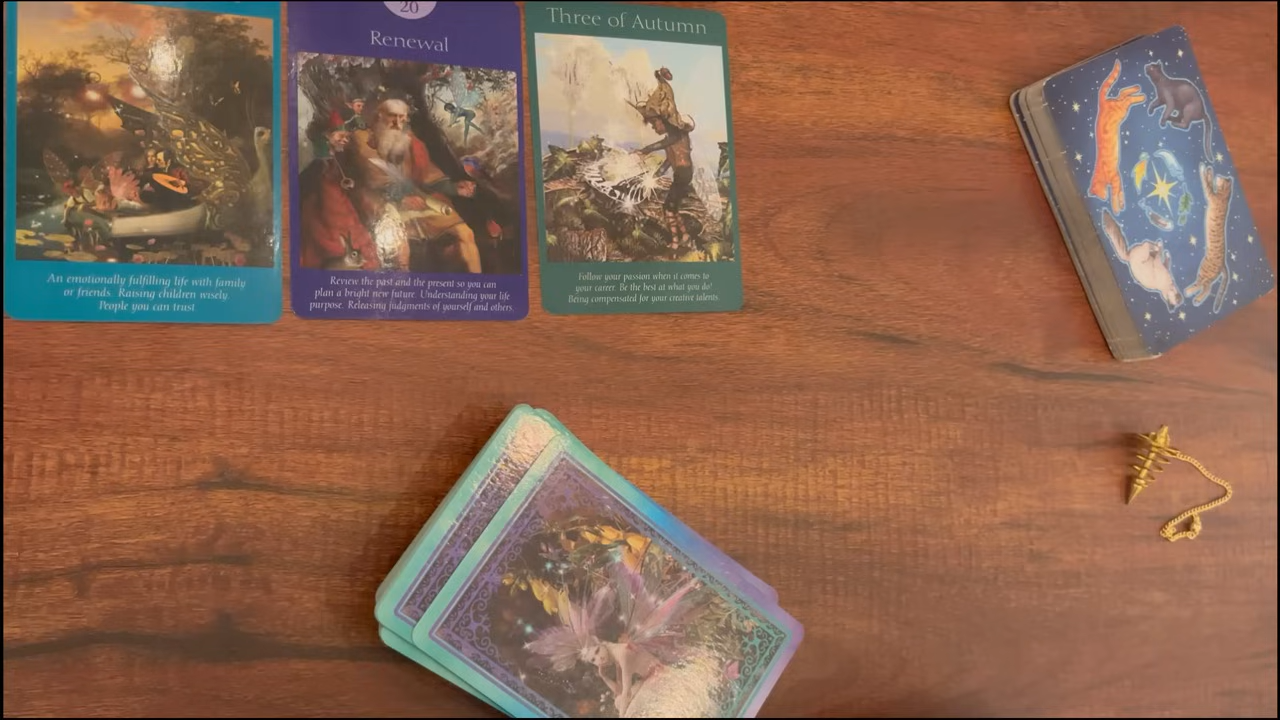 An emotionally fulfilling life with family
or friends. Raising children wisely
People you can trust
20
Renewal
Review the past and the present so you can
plan a bright new future. Understanding your life
purpose. Releasing judgments of yourself and others.
Three of Autumn
Follow your passion when it comes to
your career. Be the best at what you do!
Being compensated for your creative talents.